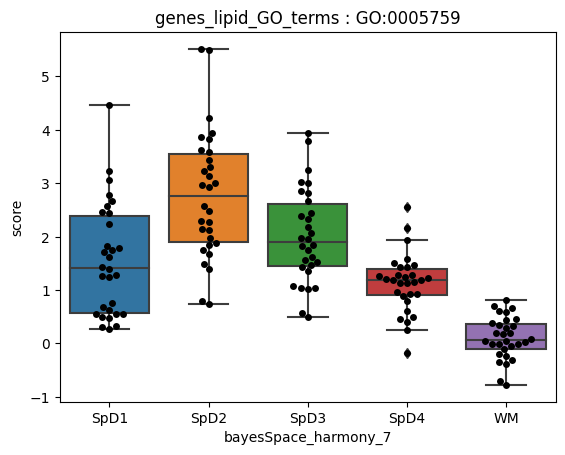 genes_lipid_GO_terms : GO:0005759
score
5
4
3
2
1
0
−1
SpD1 SpD2 SpD3 SpD4 WM
bayesSpace_harmony_7